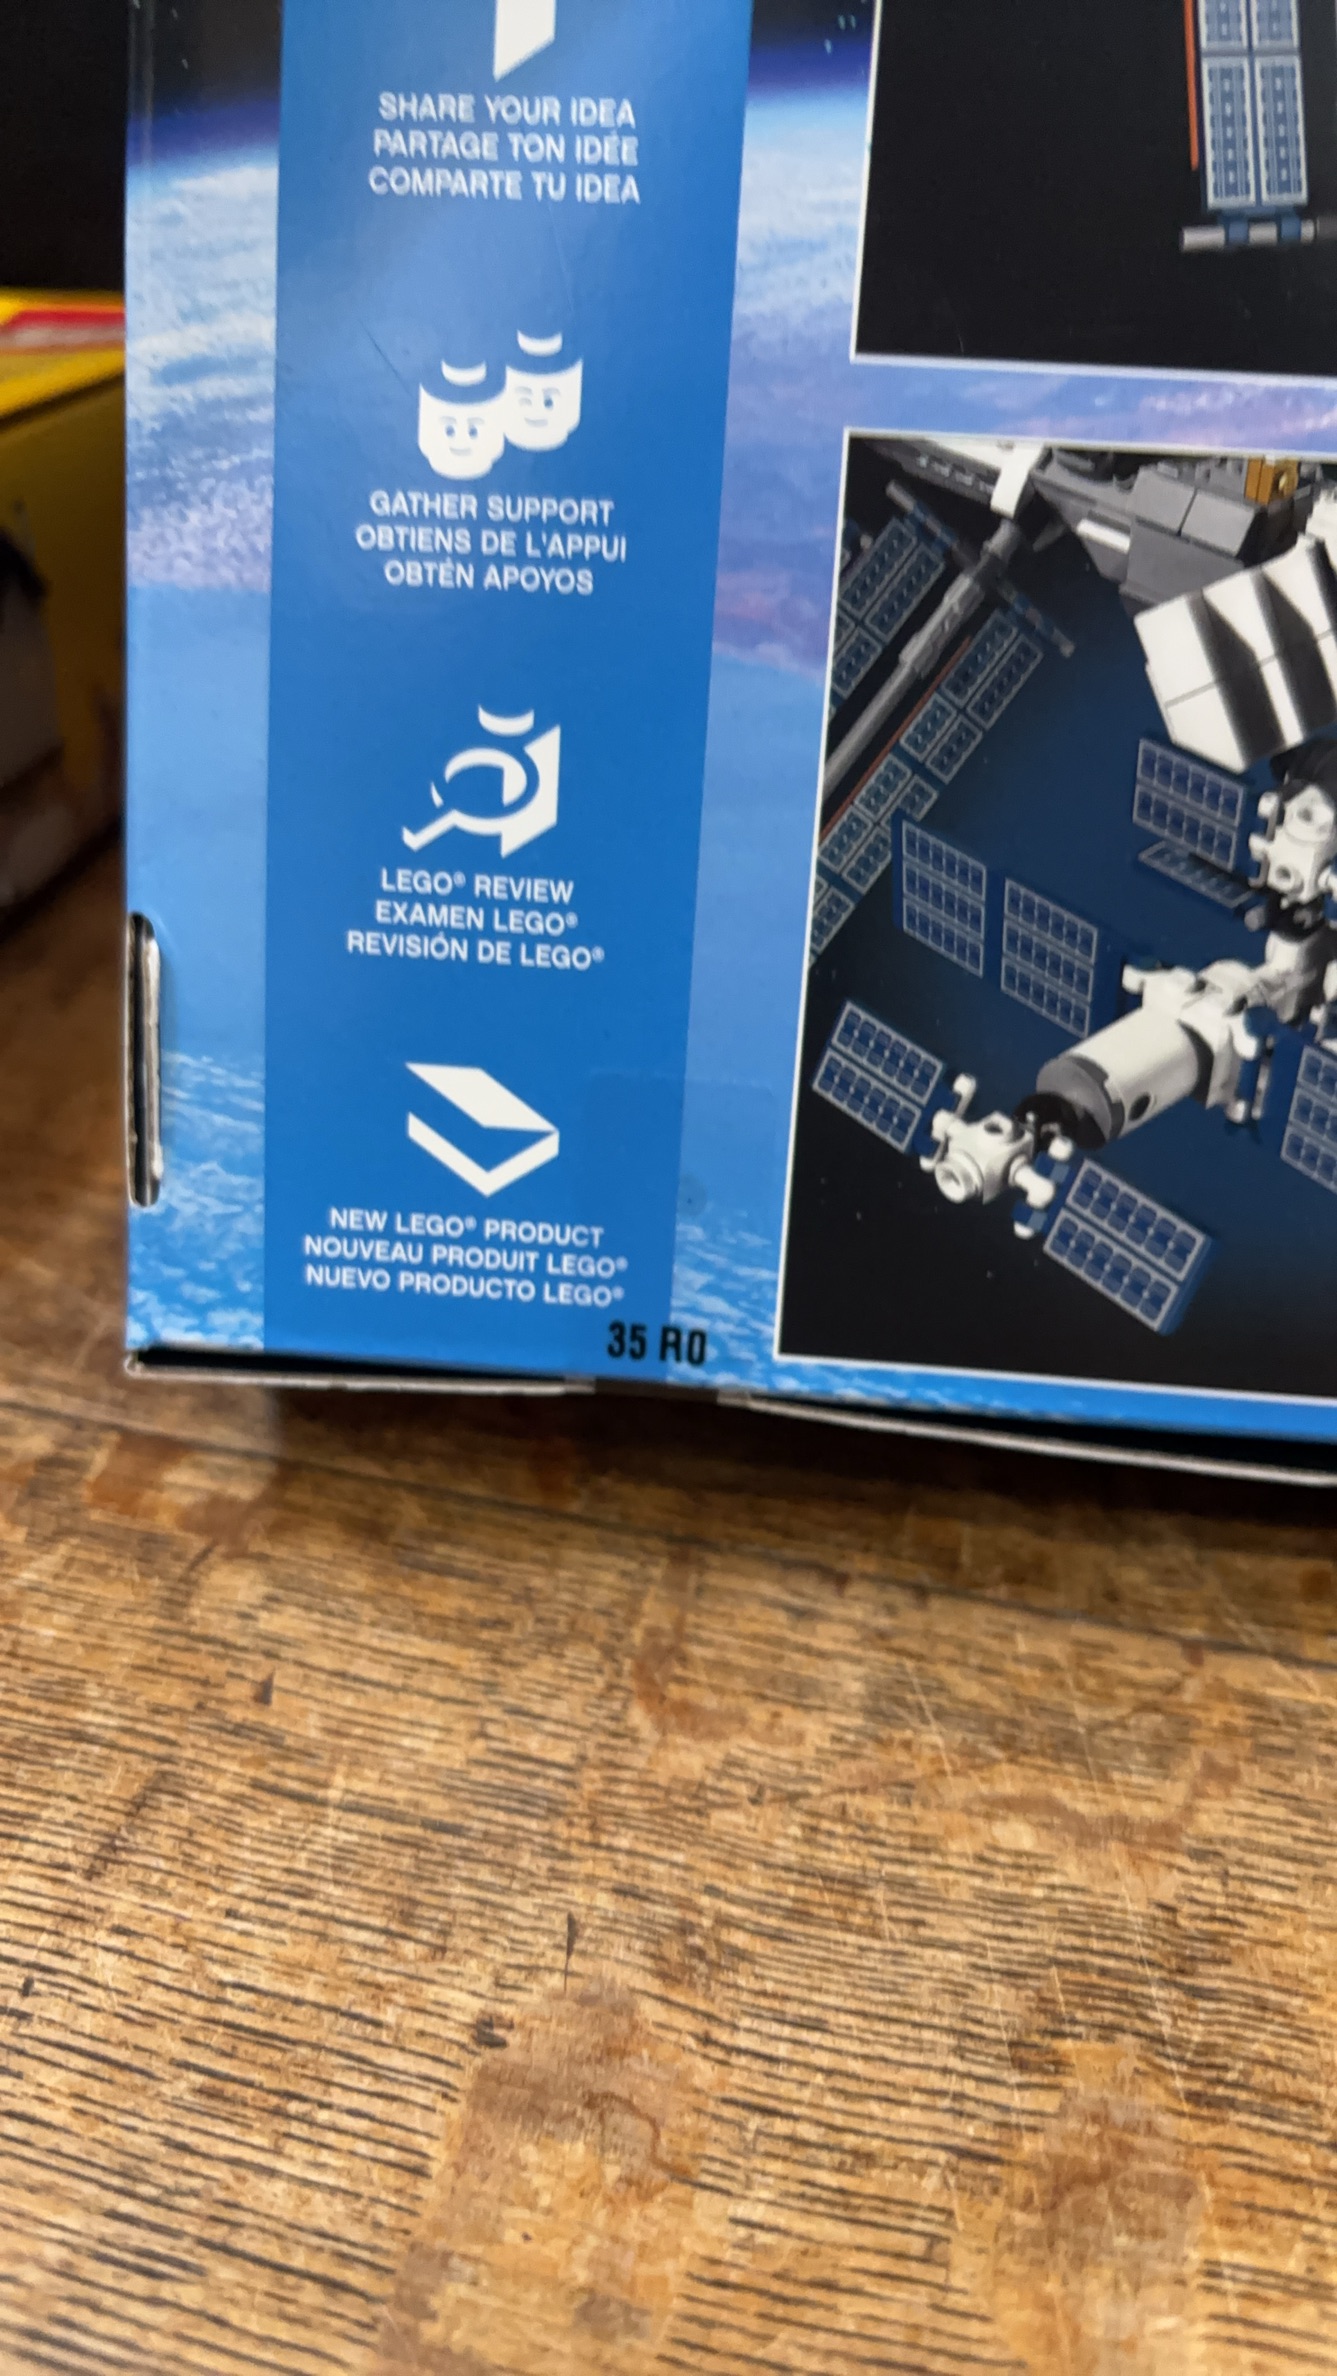 SHARE YOUR IDEA
PARTAGE TON IDÉE
COMPARTE TU IDEA
GATHER SUPPORT
OBTIENS DE L'APPUI
OBTÉN APOYOS
LEGO® REVIEW
EXAMEN LEGO®
REVISIÓN DE LEGO®
NEW LEGO® PRODUCT
NOUVEAU PRODUIT LEGO®
NUEVO PRODUCTO LEGO®
35 R0